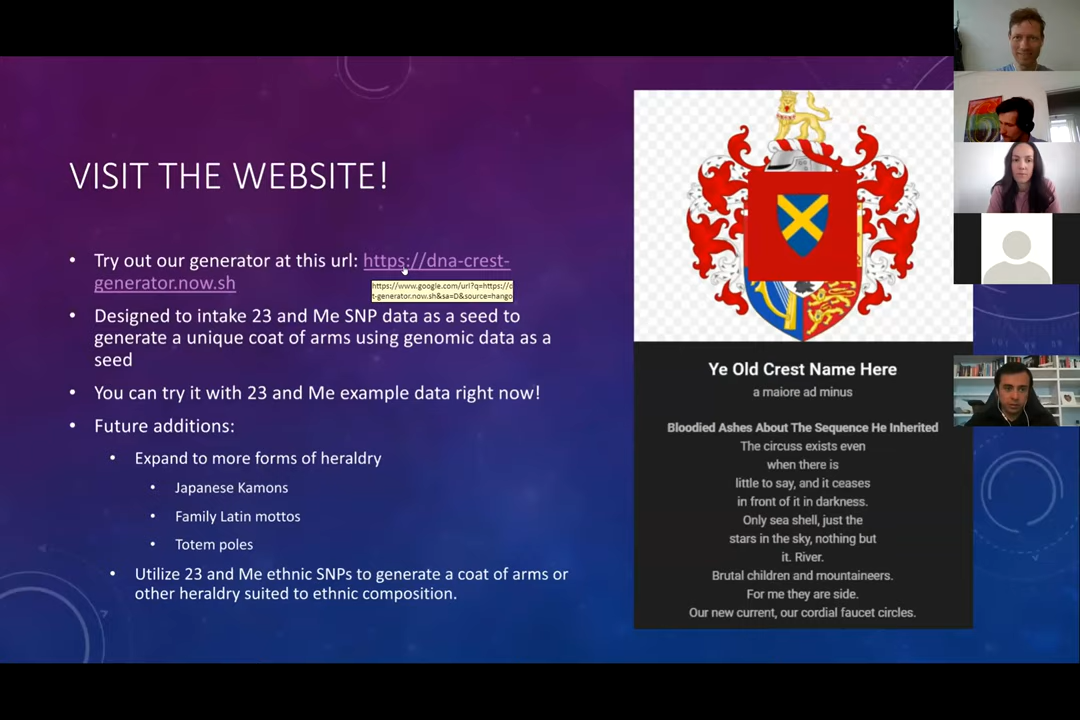 VISIT THE WEBSITE!
• Try out our generator at this url: https://dna-crest-
generator.now.sh
https://www.google.com/url?q=https://c
t-generator.now.sh&sa=D&source=hango
• Designed to intake 23 and Me SNP data as a seed to
generate a unique coat of arms using genomic data as a
seed
• You can try it with 23 and Me example data right now!
• Future additions:
• Expand to more forms of heraldry
• Japanese Kamons
• Family Latin mottos
• Totem poles
• Utilize 23 and Me ethnic SNPs to generate a coat of arms or
other heraldry suited to ethnic composition.
Ye Old Crest Name Here
a maiore ad minus
Bloodied Ashes About The Sequence He Inherited
The circuss exists even
when there is
little to say, and it ceases
in front of it in darkness.
Only sea shell, just the
stars in the sky, nothing but
it. River.
Brutal children and mountaineers.
For me they are side.
Our new current, our cordial faucet circles.